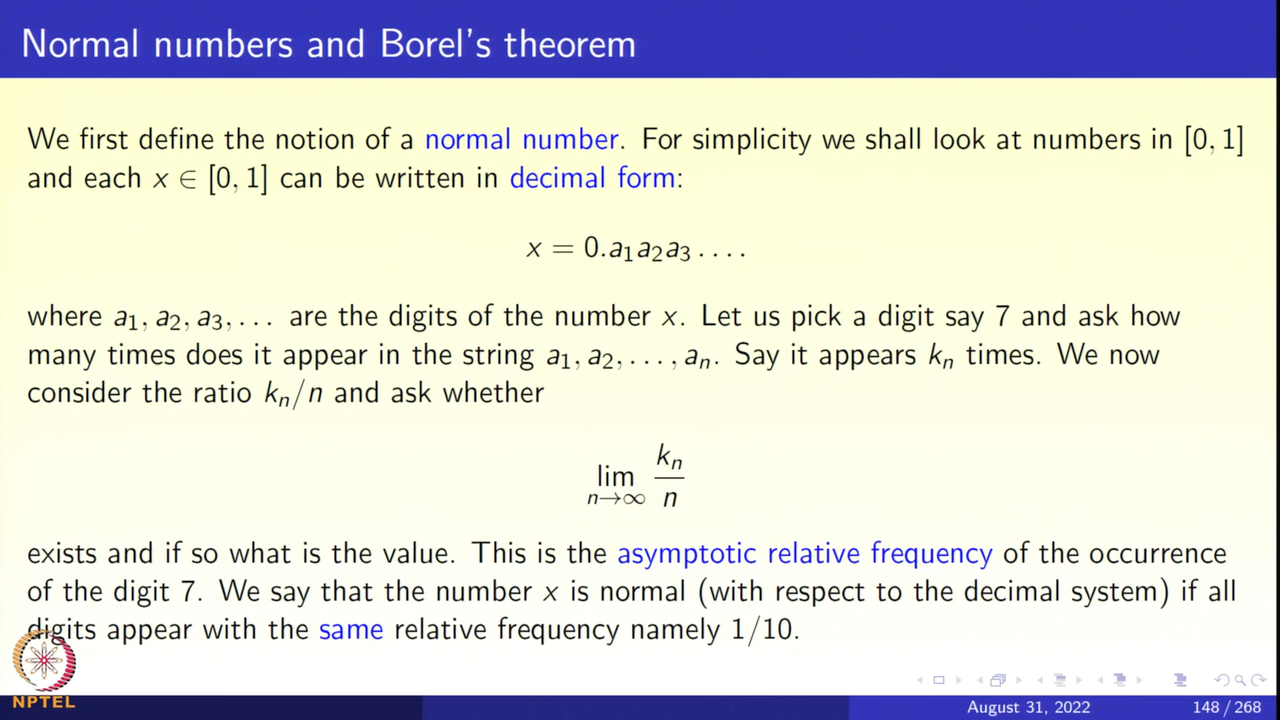 Normal numbers and Borel's theorem
We first define the notion of a normal number. For simplicity we shall look at numbers in [0, 1]
and each x ∈ [0, 1] can be written in decimal form:
x = 0.a₁a₂a₃ . . . .
where a₁, a₂, a₃, . . . are the digits of the number x. Let us pick a digit say 7 and ask how
many times does it appear in the string a₁, a₂, . . . , aₙ. Say it appears kₙ times. We now
consider the ratio kₙ/n and ask whether
lim n→∞ kₙ/n
exists and if so what is the value. This is the asymptotic relative frequency of the occurrence
of the digit 7. We say that the number x is normal (with respect to the decimal system) if all
digits appear with the same relative frequency namely 1/10.
NPTEL
August 31, 2022 148 / 268